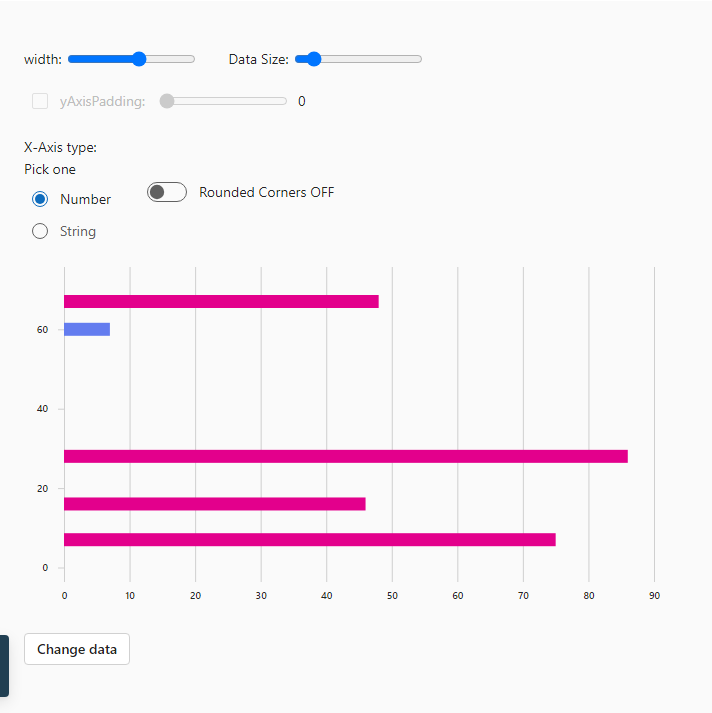 width: Data Size:
yAxisPadding: 0
X-Axis type:
Pick one
Number
Rounded Corners OFF
String
60
40
20
0
0 10 20 30 40 50 60 70 80 90
Change data